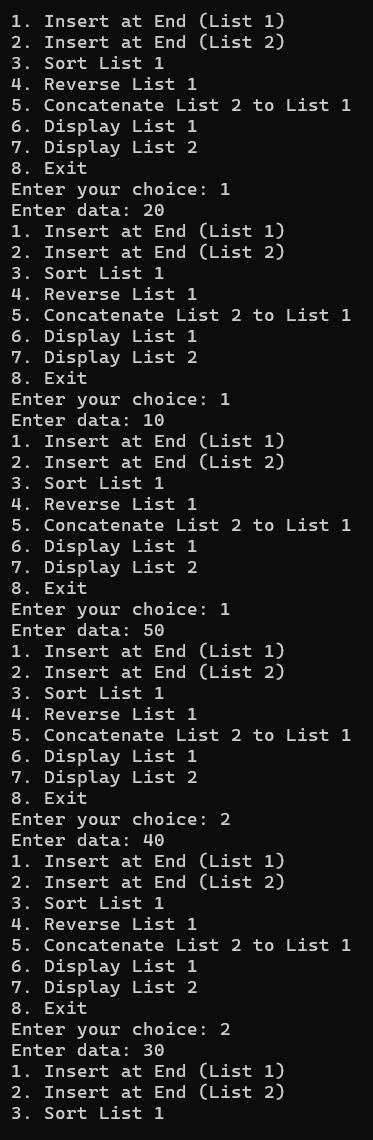 1. Insert at End (List 1)
2. Insert at End (List 2)
3. Sort List 1
4. Reverse List 1
5. Concatenate List 2 to List 1
6. Display List 1
7. Display List 2
8. Exit
Enter your choice: 1
Enter data: 20
1. Insert at End (List 1)
2. Insert at End (List 2)
3. Sort List 1
4. Reverse List 1
5. Concatenate List 2 to List 1
6. Display List 1
7. Display List 2
8. Exit
Enter your choice: 1
Enter data: 10
1. Insert at End (List 1)
2. Insert at End (List 2)
3. Sort List 1
4. Reverse List 1
5. Concatenate List 2 to List 1
6. Display List 1
7. Display List 2
8. Exit
Enter your choice: 1
Enter data: 50
1. Insert at End (List 1)
2. Insert at End (List 2)
3. Sort List 1
4. Reverse List 1
5. Concatenate List 2 to List 1
6. Display List 1
7. Display List 2
8. Exit
Enter your choice: 2
Enter data: 40
1. Insert at End (List 1)
2. Insert at End (List 2)
3. Sort List 1
4. Reverse List 1
5. Concatenate List 2 to List 1
6. Display List 1
7. Display List 2
8. Exit
Enter your choice: 2
Enter data: 30
1. Insert at End (List 1)
2. Insert at End (List 2)
3. Sort List 1